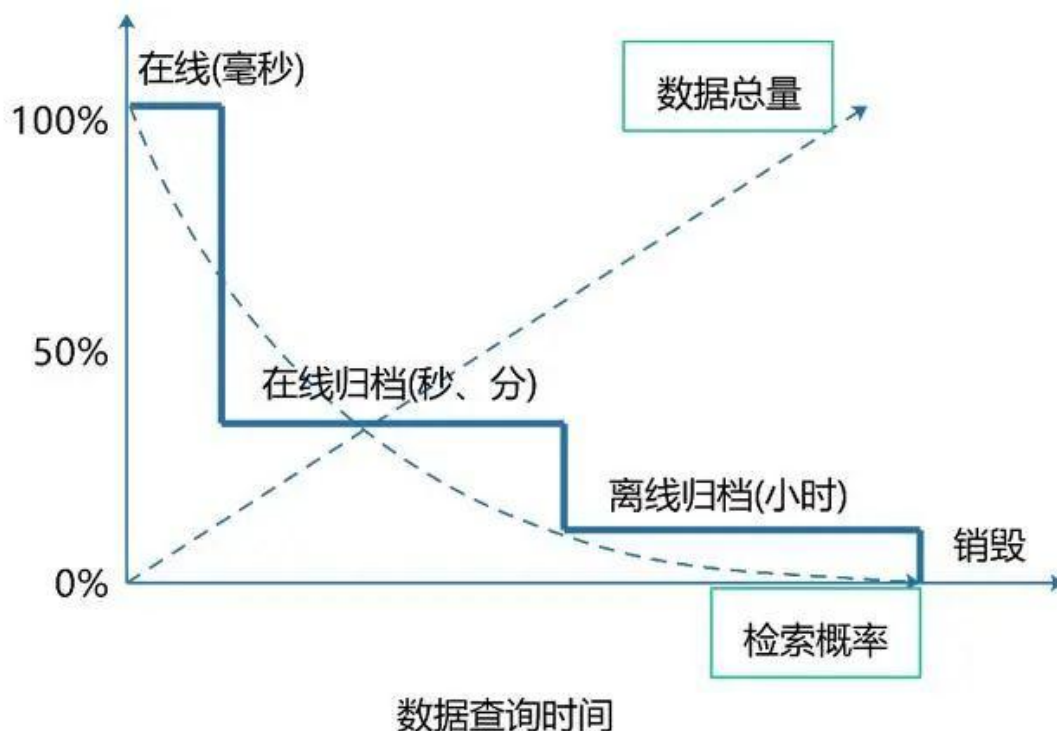 在线(毫秒)
数据总量
100%
50%
在线归档(秒、分)
离线归档(小时)
销毁
0%
检索概率
数据查询时间